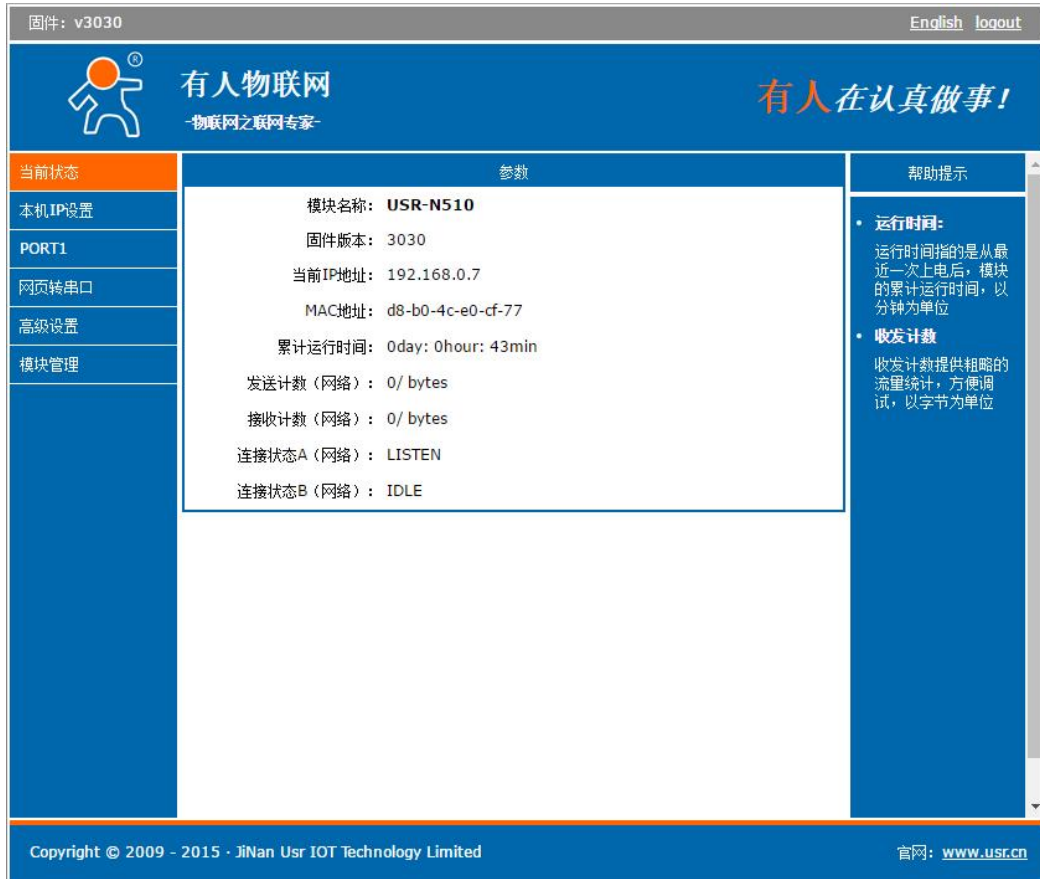 固件: v3030
English logout
®
有人物联网
-物联网之联网专家-
有人在认真做事!
当前状态
本机IP设置
PORT1
网页转串口
高级设置
模块管理
参数
模块名称: USR-N510
固件版本: 3030
当前IP地址: 192.168.0.7
MAC地址: d8-b0-4c-e0-cf-77
累计运行时间: 0day: 0hour: 43min
发送计数（网络）: 0/ bytes
接收计数（网络）: 0/ bytes
连接状态A（网络）: LISTEN
连接状态B（网络）: IDLE
帮助提示
• 运行时间:
运行时间指的是从最
近一次上电后，模块
的累计运行时间，以
分钟为单位
• 收发计数
收发计数提供粗略的
流量统计，方便调
试，以字节为单位
Copyright © 2009 - 2015 · JiNan Usr IOT Technology Limited
官网: www.usr.cn